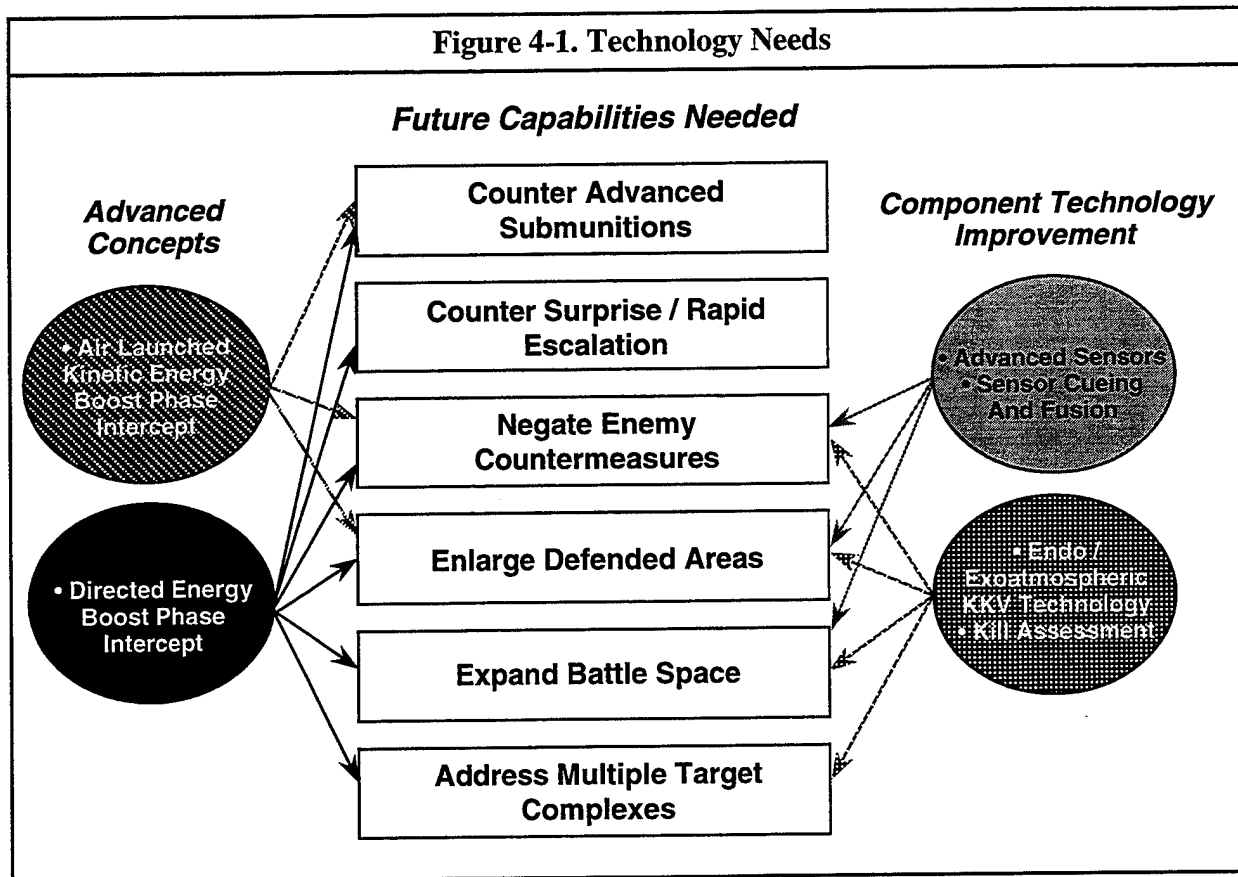 Figure 4-1. Technology Needs
Future Capabilities Needed
Advanced
Concepts
• Air Launched
Kinetic Energy
Boost Phase
Intercept
• Directed Energy
Boost Phase
Intercept
Counter Advanced
Submunitions
Counter Surprise / Rapid
Escalation
Negate Enemy
Countermeasures
Enlarge Defended Areas
Expand Battle Space
Address Multiple Target
Complexes
Component Technology
Improvement
• Advanced Sensors
• Sensor Cueing
And Fusion
• Endo /
Exoatmospheric
KKV Technology
• Kill Assessment